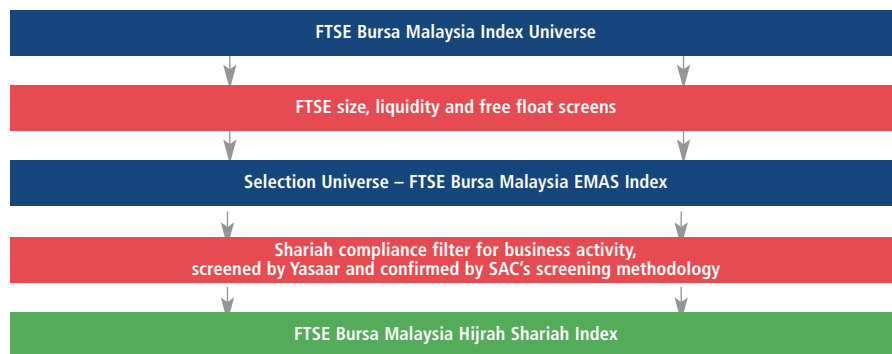 FTSE Bursa Malaysia Index Universe
FTSE size, liquidity and free float screens
Selection Universe – FTSE Bursa Malaysia EMAS Index
Shariah compliance filter for business activity,
screened by Yasaar and confirmed by SAC’s screening methodology
FTSE Bursa Malaysia Hijrah Shariah Index